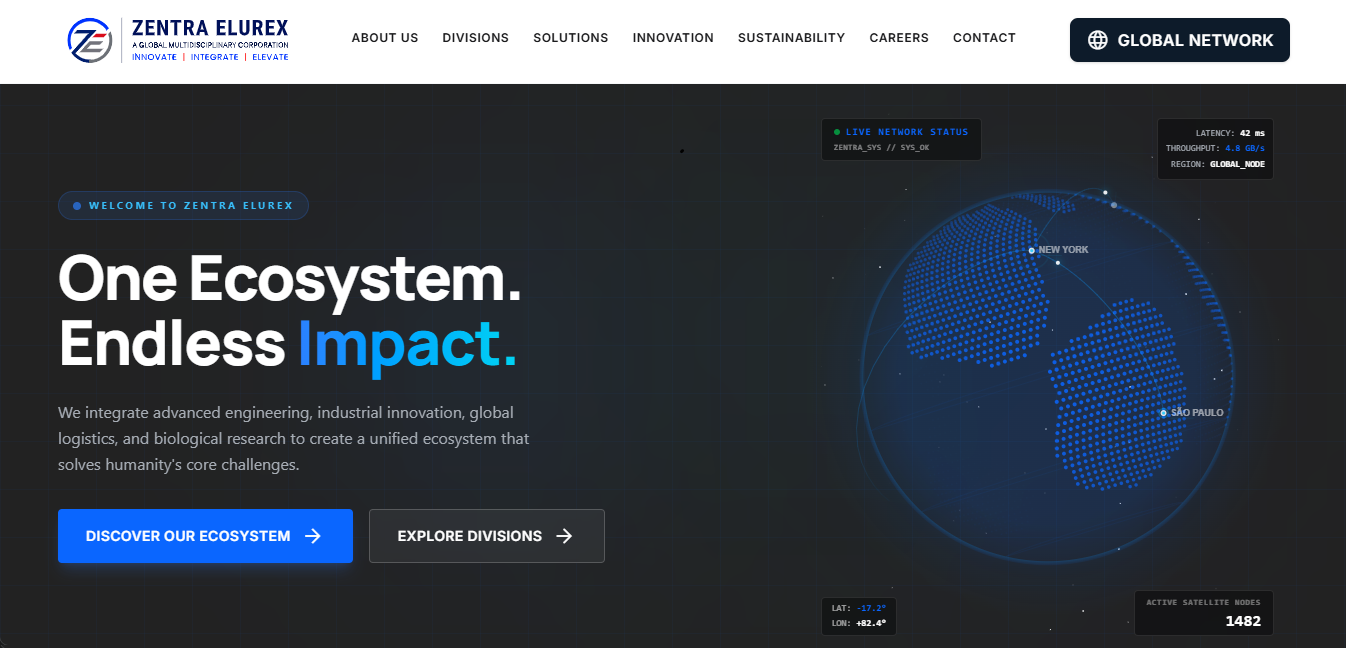 ZENTRA ELUREX
A GLOBAL MULTIDISCIPLINARY CORPORATION
INNOVATE | INTEGRATE | ELEVATE
ABOUT US
DIVISIONS
SOLUTIONS
INNOVATION
SUSTAINABILITY
CAREERS
CONTACT
GLOBAL NETWORK
WELCOME TO ZENTRA ELUREX
One Ecosystem.
Endless Impact.
We integrate advanced engineering, industrial innovation, global
logistics, and biological research to create a unified ecosystem that
solves humanity's core challenges.
DISCOVER OUR ECOSYSTEM
EXPLORE DIVISIONS
LIVE NETWORK STATUS
ZENTRA_SYS // SYS_OK
LATENCY: 42 ms
THROUGHPUT: 4.8 GB/s
REGION: GLOBAL_NODE
NEW YORK
SÃO PAULO
LAT: -17.2°
LON: +82.4°
ACTIVE SATELLITE NODES
1482